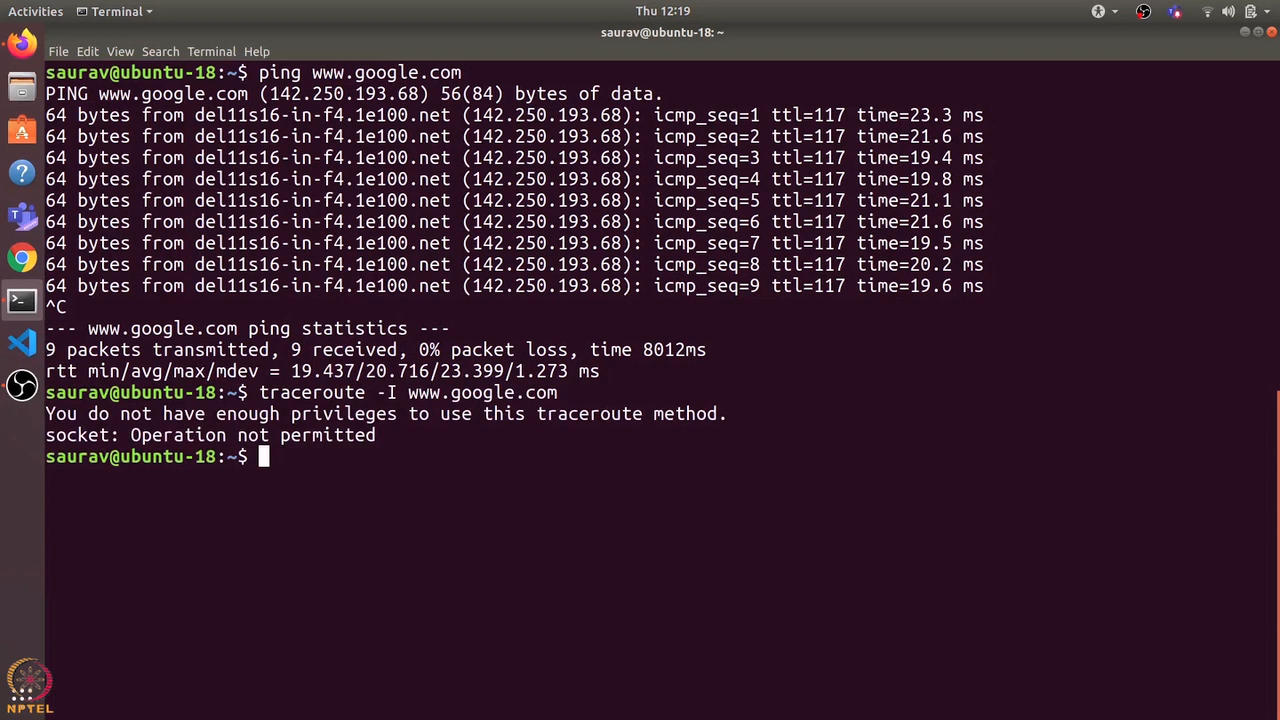 Activities Terminal Thu 12:19
saurav@ubuntu-18: ~
File Edit View Search Terminal Help
saurav@ubuntu-18:~$ ping www.google.com
PING www.google.com (142.250.193.68) 56(84) bytes of data.
64 bytes from del11s16-in-f4.1e100.net (142.250.193.68): icmp_seq=1 ttl=117 time=23.3 ms
64 bytes from del11s16-in-f4.1e100.net (142.250.193.68): icmp_seq=2 ttl=117 time=21.6 ms
64 bytes from del11s16-in-f4.1e100.net (142.250.193.68): icmp_seq=3 ttl=117 time=19.4 ms
64 bytes from del11s16-in-f4.1e100.net (142.250.193.68): icmp_seq=4 ttl=117 time=19.8 ms
64 bytes from del11s16-in-f4.1e100.net (142.250.193.68): icmp_seq=5 ttl=117 time=21.1 ms
64 bytes from del11s16-in-f4.1e100.net (142.250.193.68): icmp_seq=6 ttl=117 time=21.6 ms
64 bytes from del11s16-in-f4.1e100.net (142.250.193.68): icmp_seq=7 ttl=117 time=19.5 ms
64 bytes from del11s16-in-f4.1e100.net (142.250.193.68): icmp_seq=8 ttl=117 time=20.2 ms
64 bytes from del11s16-in-f4.1e100.net (142.250.193.68): icmp_seq=9 ttl=117 time=19.6 ms
^C
--- www.google.com ping statistics ---
9 packets transmitted, 9 received, 0% packet loss, time 8012ms
rtt min/avg/max/mdev = 19.437/20.716/23.399/1.273 ms
saurav@ubuntu-18:~$ traceroute -I www.google.com
You do not have enough privileges to use this traceroute method.
socket: Operation not permitted
saurav@ubuntu-18:~$
NPTEL